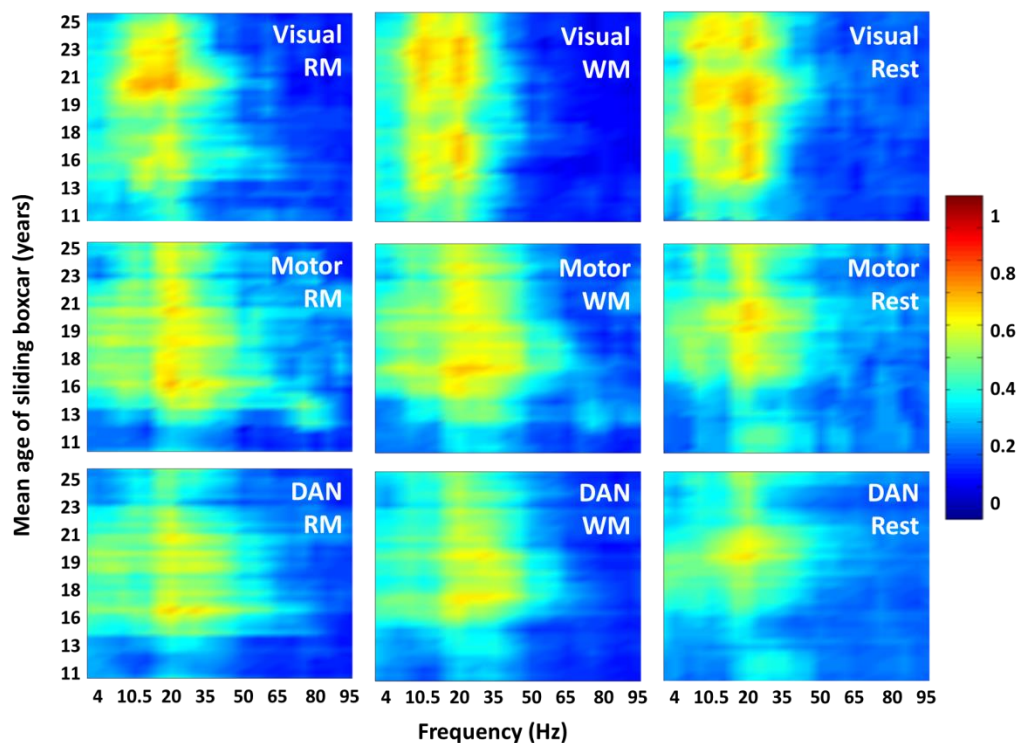 25
23
21
19
18
16
13
11
Visual
RM
Visual
WM
Visual
Rest
25
23
21
19
18
16
13
11
Motor
RM
Motor
WM
Motor
Rest
25
23
21
19
18
16
13
11
DAN
RM
DAN
WM
DAN
Rest
4 10.5 20 35 50 65 80 95
4 10.5 20 35 50 65 80 95
4 10.5 20 35 50 65 80 95
Frequency (Hz)
Mean age of sliding boxcar (years)
1
0.8
0.6
0.4
0.2
0